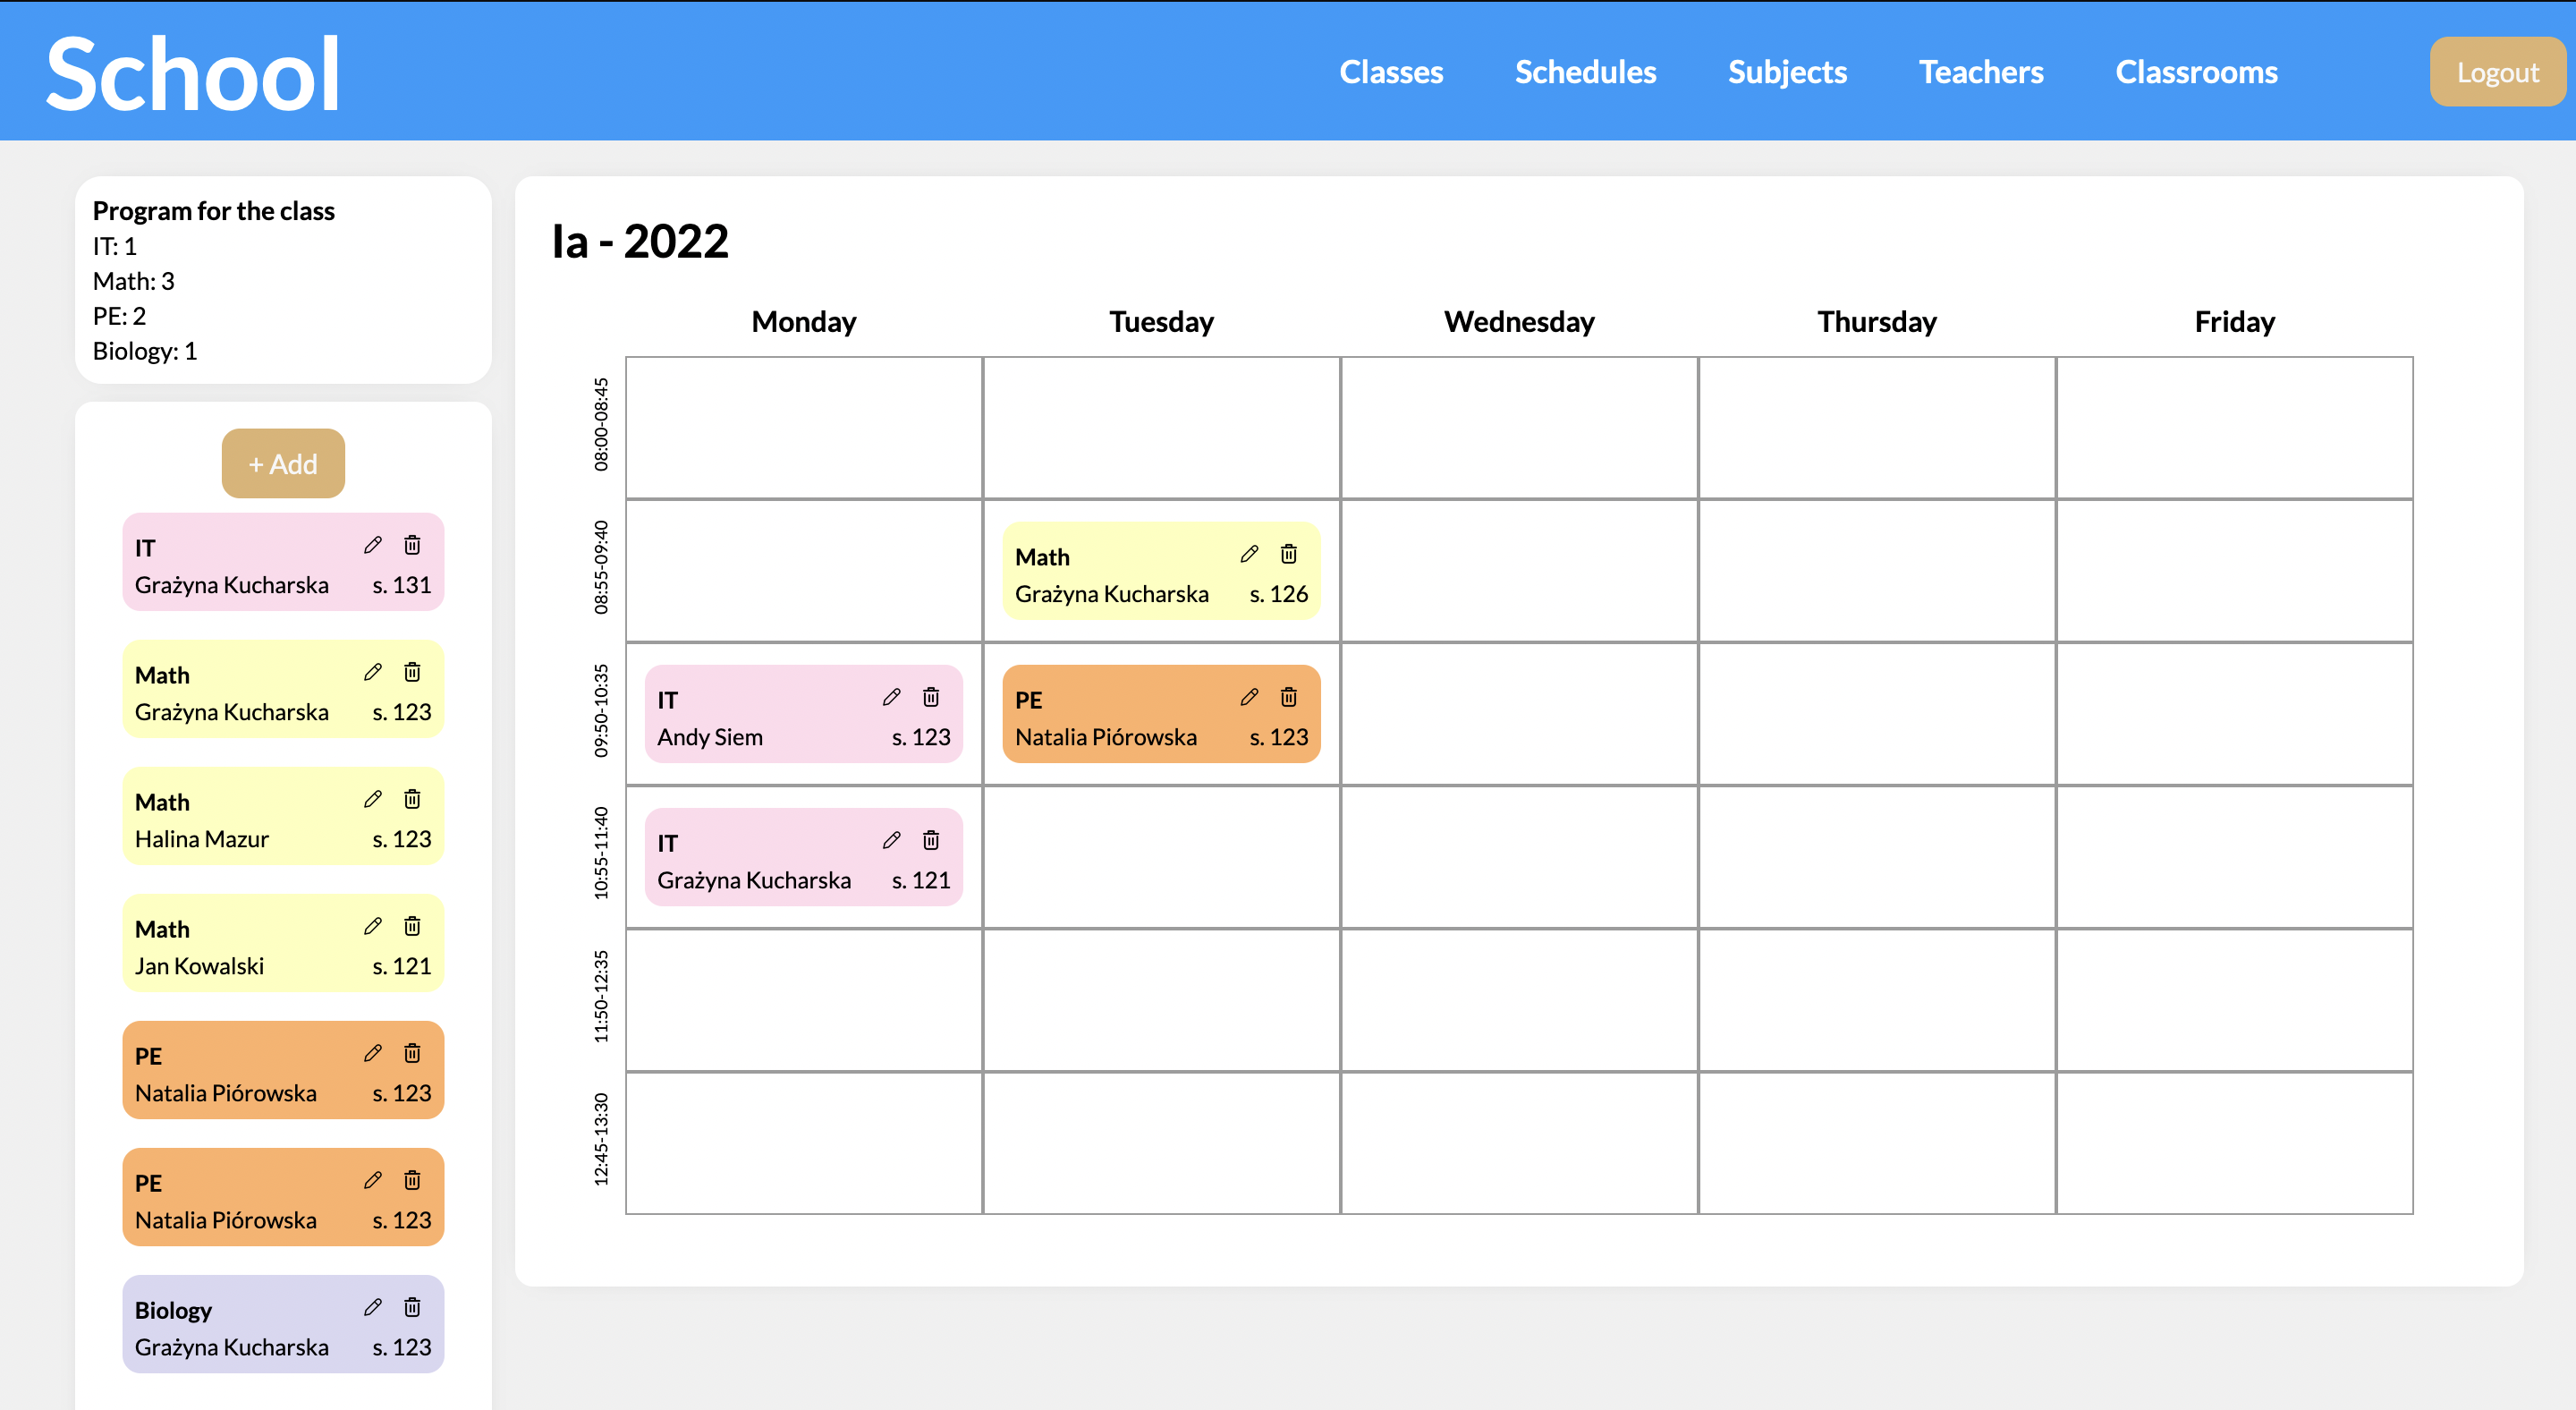 School
Classes Schedules Subjects Teachers Classrooms Logout
Program for the class
IT: 1
Math: 3
PE: 2
Biology: 1
+ Add
IT
Grażyna Kucharska s. 131
Math
Grażyna Kucharska s. 123
Math
Halina Mazur s. 123
Math
Jan Kowalski s. 121
PE
Natalia Piórowska s. 123
PE
Natalia Piórowska s. 123
Biology
Grażyna Kucharska s. 123
Ia - 2022
Monday Tuesday Wednesday Thursday Friday
08:00-08:45
08:55-09:40
Math
Grażyna Kucharska s. 126
09:50-10:35
IT
Andy Siem s. 123
PE
Natalia Piórowska s. 123
10:55-11:40
IT
Grażyna Kucharska s. 121
11:50-12:35
12:45-13:30